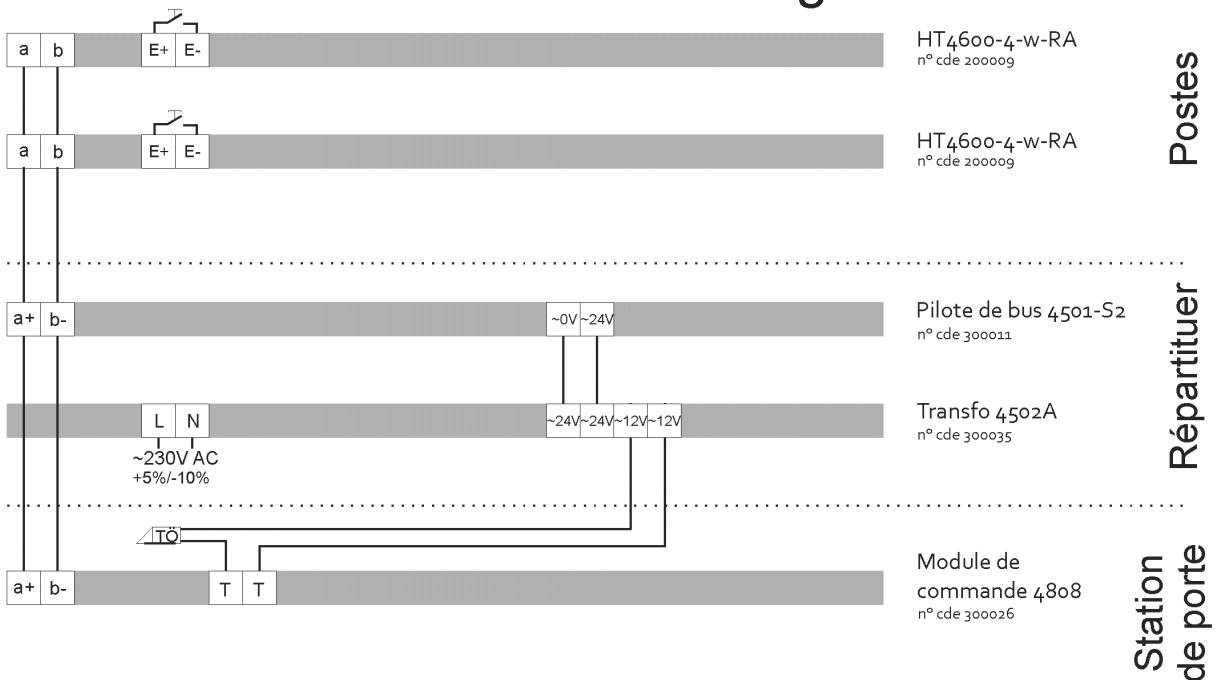 g
a b E+ E- HT4600-4-w-RA
n° cde 200009
a b E+ E- HT4600-4-w-RA
n° cde 200009
Postes
a+ b- ~0V ~24V Pilote de bus 4501-S2
n° cde 300011
L N ~24V ~24V ~12V ~12V Transfo 4502A
n° cde 300035
~230V AC
+5%/-10%
Répartituer
TÖ
a+ b- T T Module de
commande 4808
n° cde 300026
Station
de porte